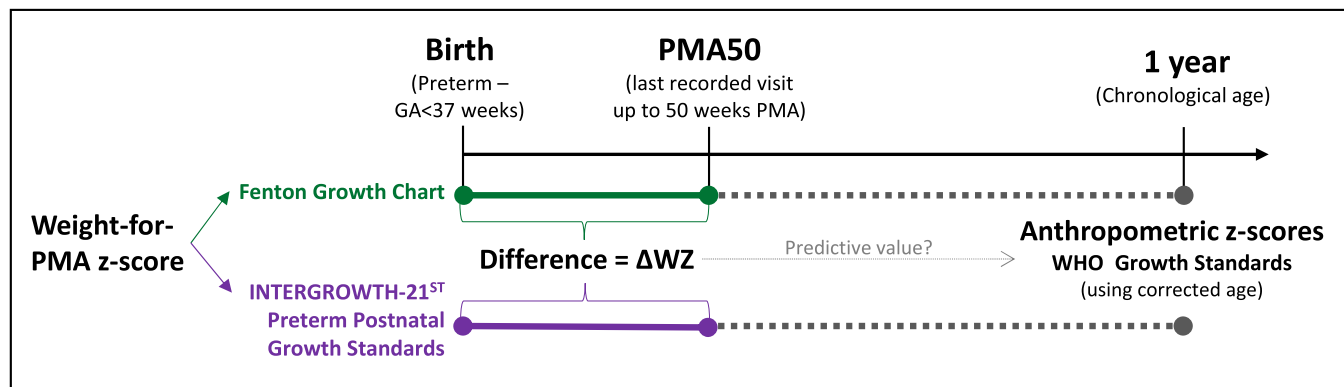 Birth
(Preterm –
GA<37 weeks)
PMA50
(last recorded visit
up to 50 weeks PMA)
1 year
(Chronological age)
Weight-for-
PMA z-score
Fenton Growth Chart
Difference = ΔWZ
Predictive value?
Anthropometric z-scores
WHO Growth Standards
(using corrected age)
INTERGROWTH-21ST
Preterm Postnatal
Growth Standards